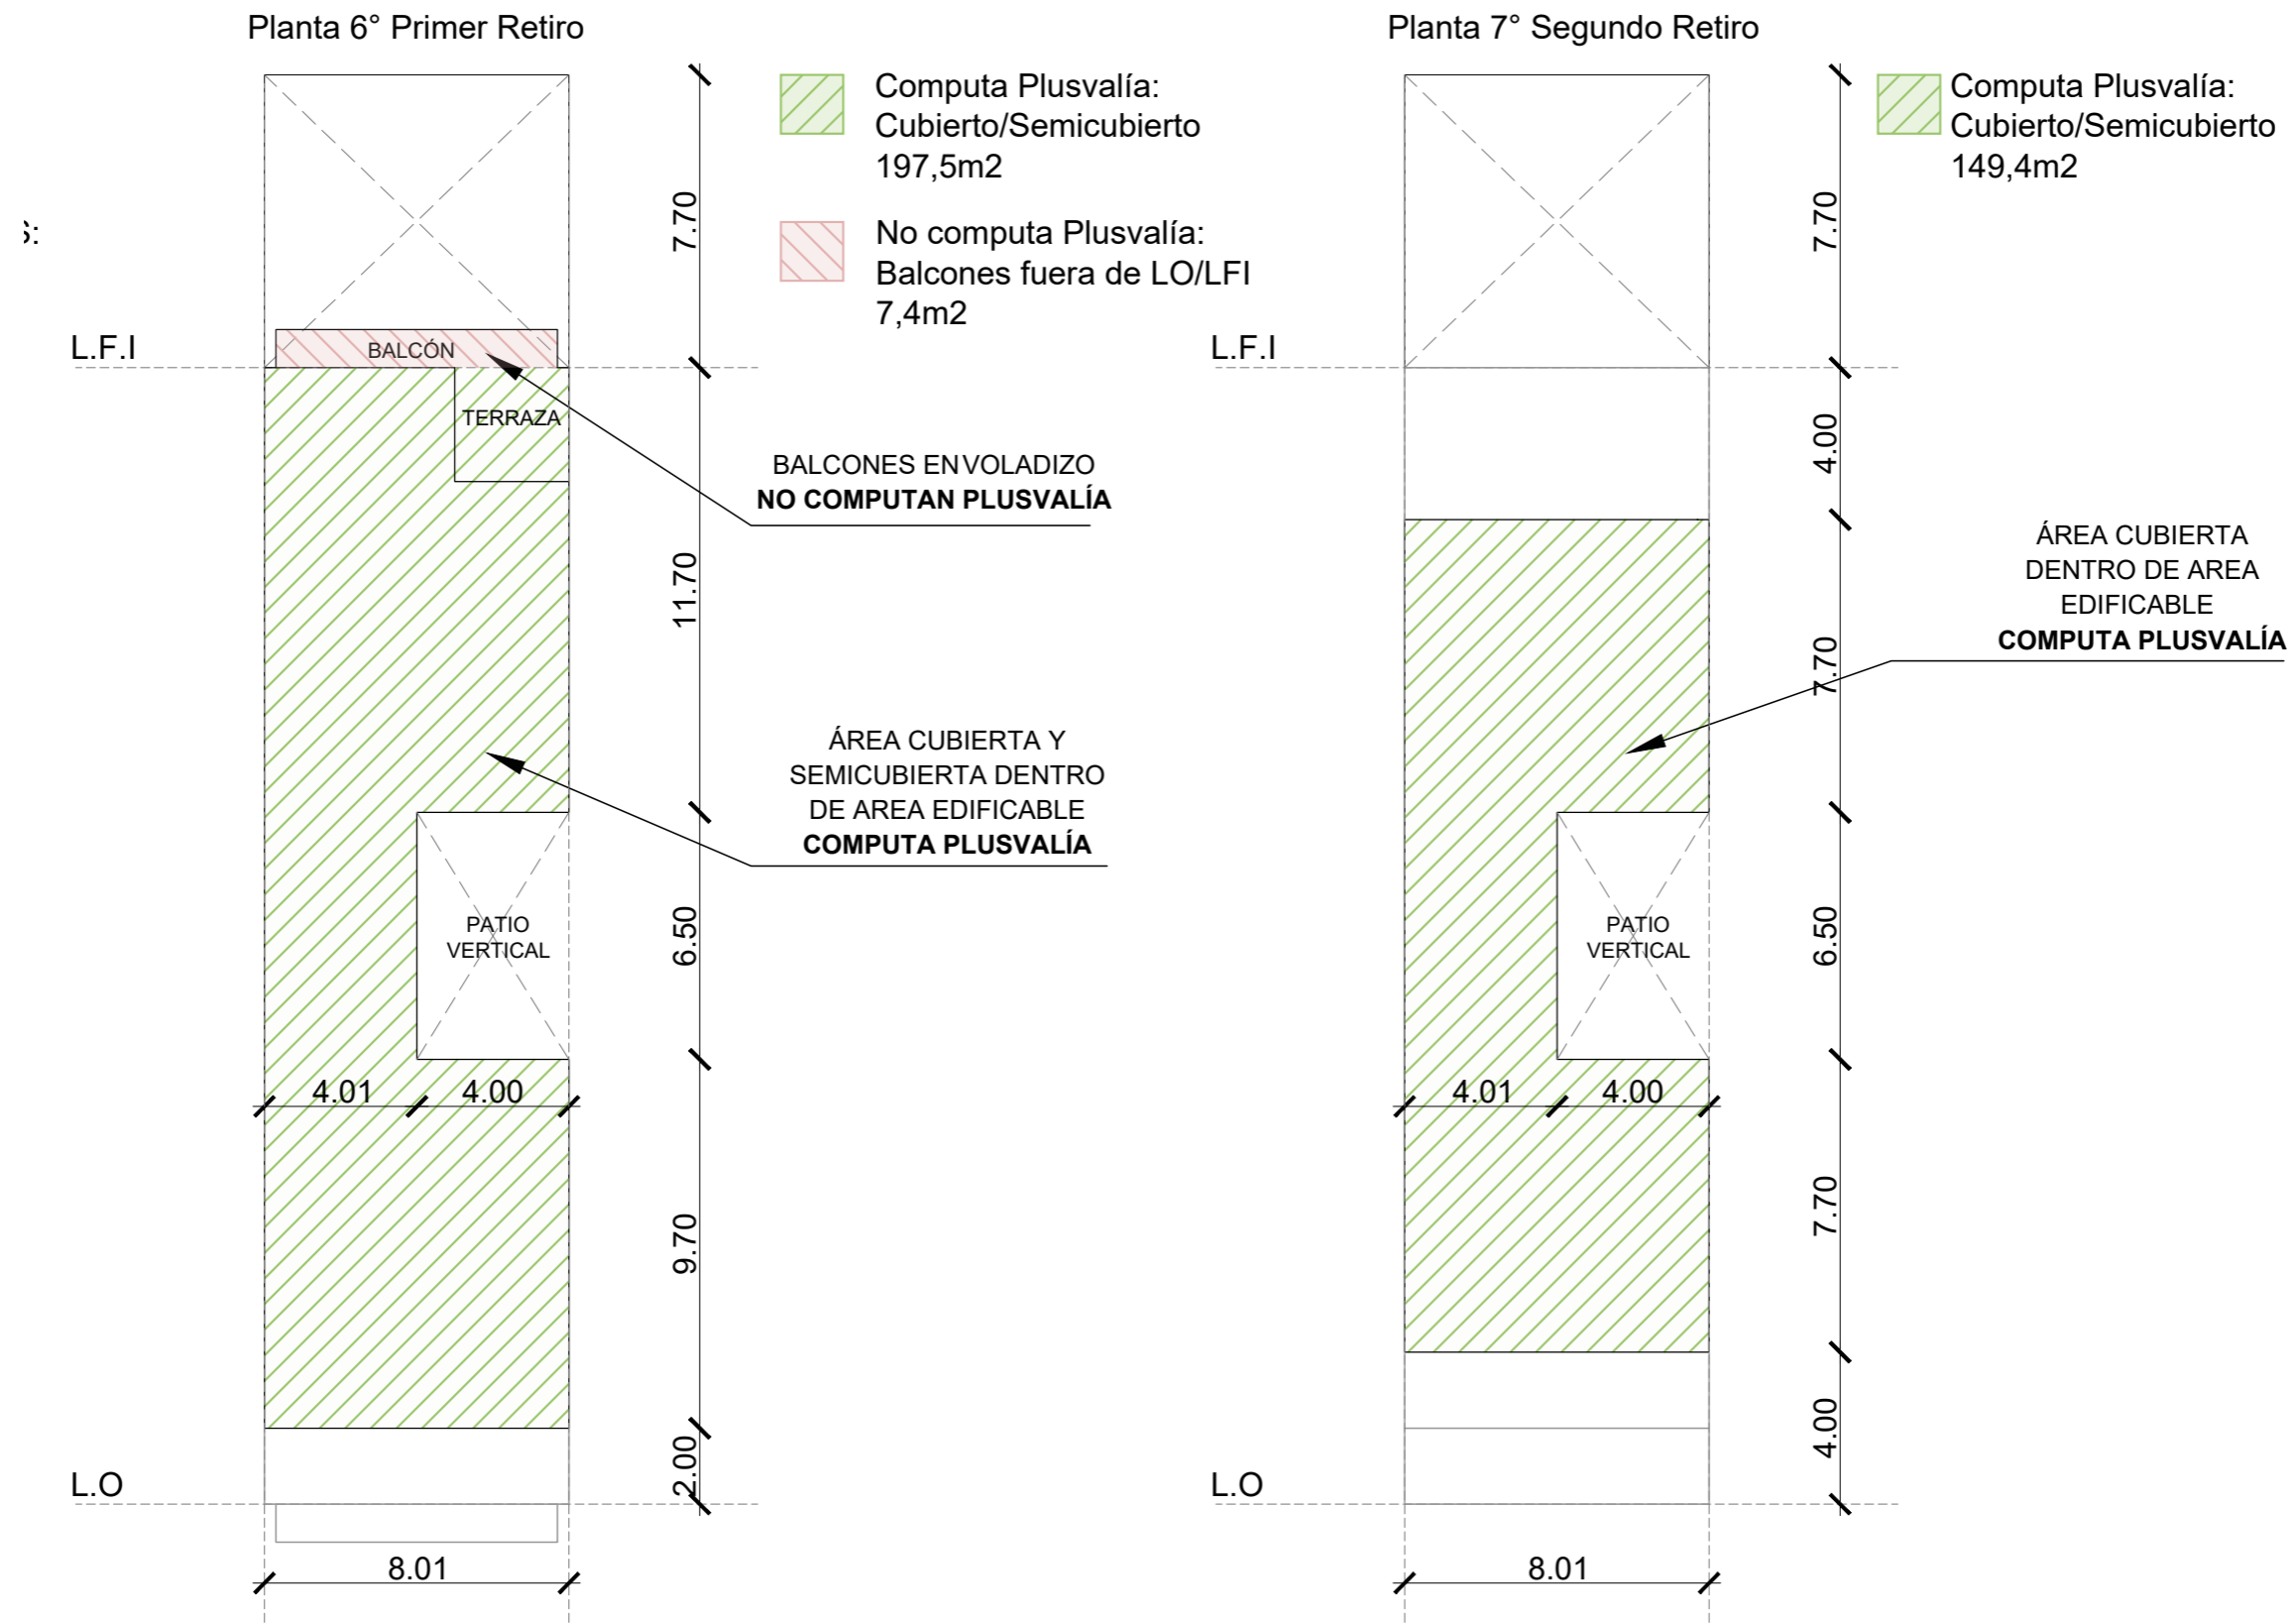 Planta 6° Primer Retiro
Computa Plusvalía:
Cubierto/Semicubierto
197,5m2
No computa Plusvalía:
Balcones fuera de LO/LFI
7,4m2
s:
L.F.I
BALCÓN
TERRAZA
7.70
BALCONES EN VOLADIZO
NO COMPUTAN PLUSVALÍA
11.70
ÁREA CUBIERTA Y
SEMICUBIERTA DENTRO
DE AREA EDIFICABLE
COMPUTA PLUSVALÍA
PATIO
VERTICAL
6.50
4.01
4.00
9.70
2.00
L.O
8.01
Planta 7° Segundo Retiro
Computa Plusvalía:
Cubierto/Semicubierto
149,4m2
7.70
L.F.I
4.00
ÁREA CUBIERTA
DENTRO DE AREA
EDIFICABLE
COMPUTA PLUSVALÍA
7.70
PATIO
VERTICAL
6.50
4.01
4.00
7.70
4.00
L.O
8.01